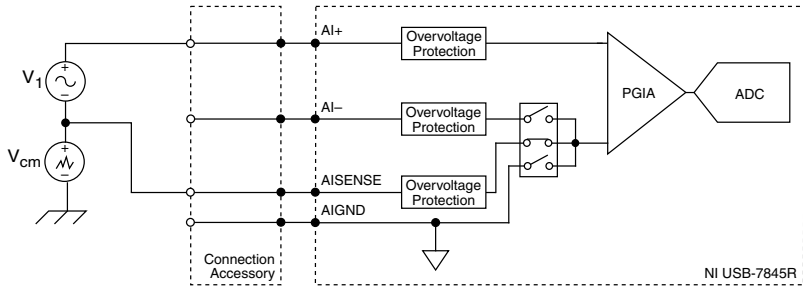 AI+
Overvoltage
Protection
V1
+
−
PGIA
ADC
AI–
Overvoltage
Protection
Vcm
+
−
AISENSE
Overvoltage
Protection
AIGND
Connection
Accessory
NI USB-7845R